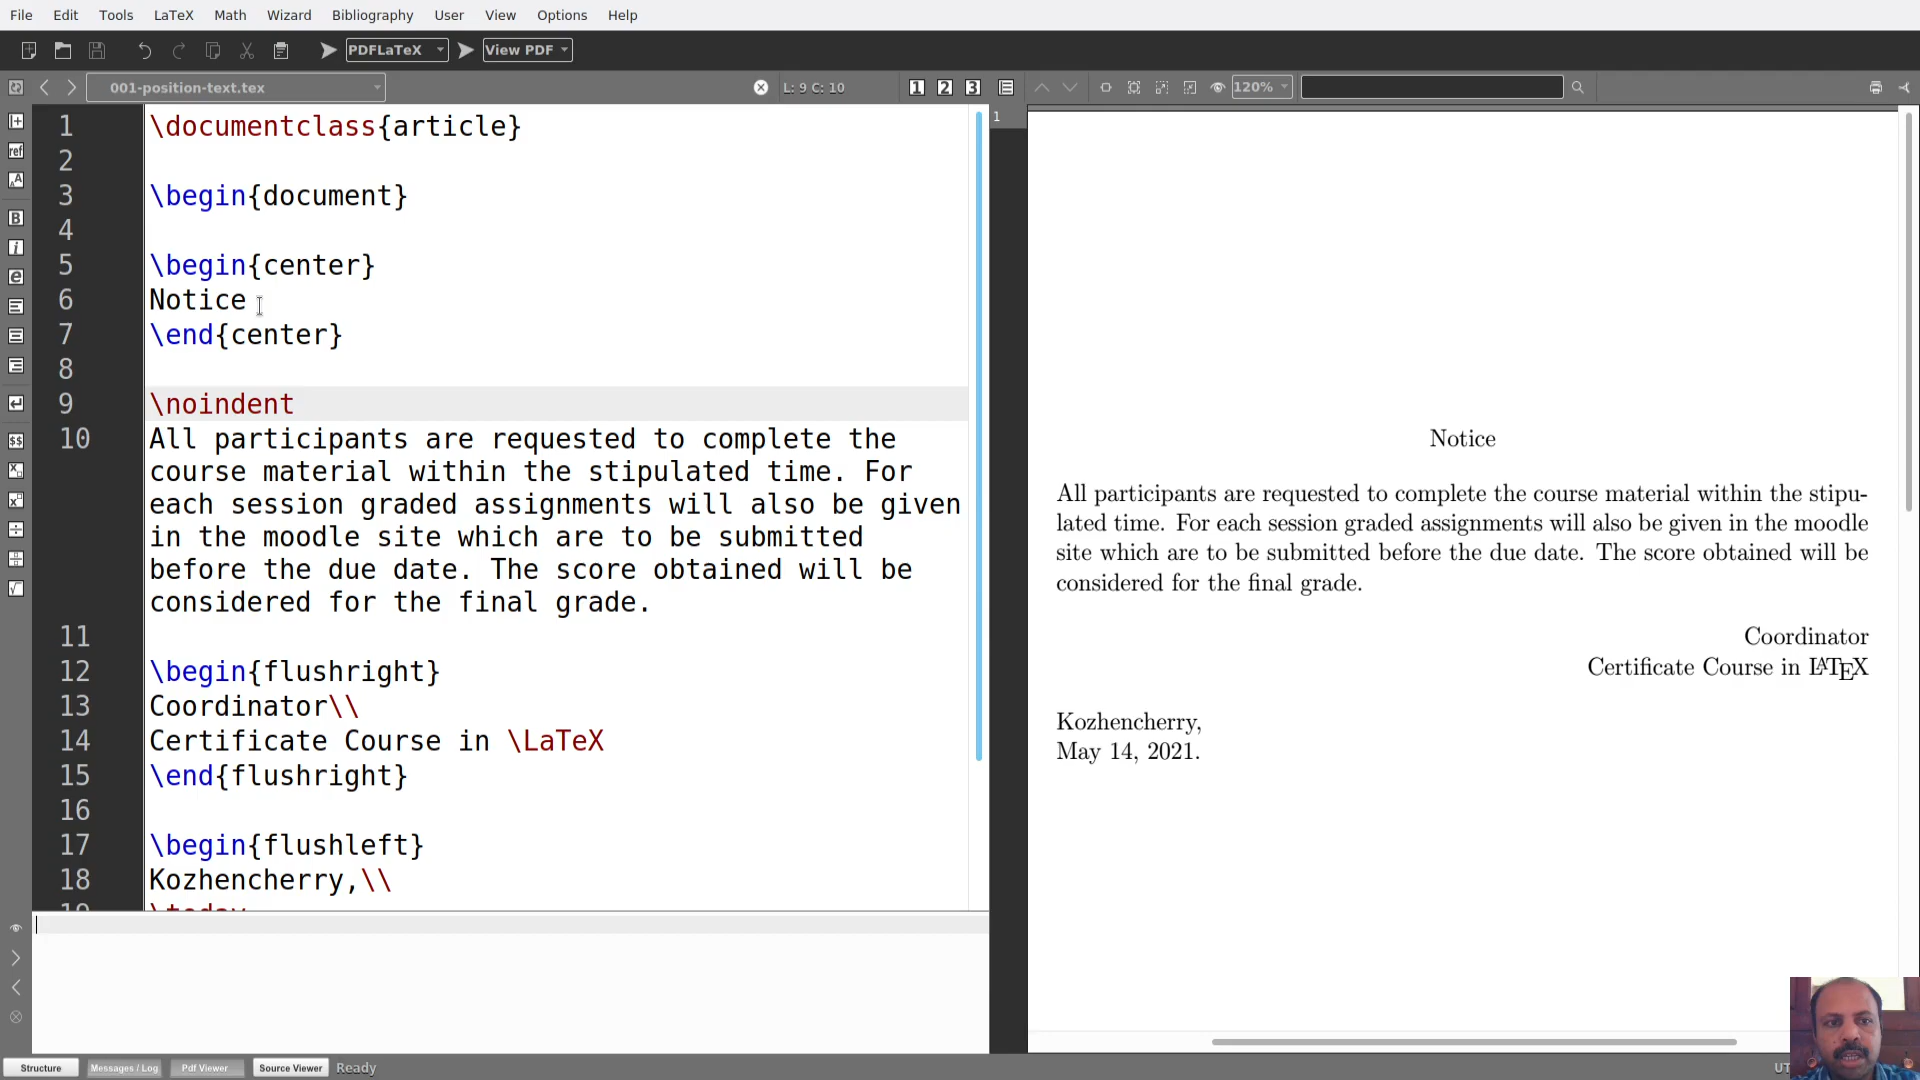 File Edit Tools LaTeX Math Wizard Bibliography User View Options Help
PDFLaTeX View PDF
001-position-text.tex L: 9 C: 10 1 2 3 120%
1 \documentclass{article}
2
3 \begin{document}
4
5 \begin{center}
6 Notice
7 \end{center}
8
9 \noindent
10 All participants are requested to complete the
course material within the stipulated time. For
each session graded assignments will also be given
in the moodle site which are to be submitted
before the due date. The score obtained will be
considered for the final grade.
11
12 \begin{flushright}
13 Coordinator\\
14 Certificate Course in \LaTeX
15 \end{flushright}
16
17 \begin{flushleft}
18 Kozhencherry,\\
19 \today
1
Notice
All participants are requested to complete the course material within the stipu-
lated time. For each session graded assignments will also be given in the moodle
site which are to be submitted before the due date. The score obtained will be
considered for the final grade.
Coordinator
Certificate Course in LATEX
Kozhencherry,
May 14, 2021.
ref
Structure Messages / Log Pdf Viewer Source Viewer Ready